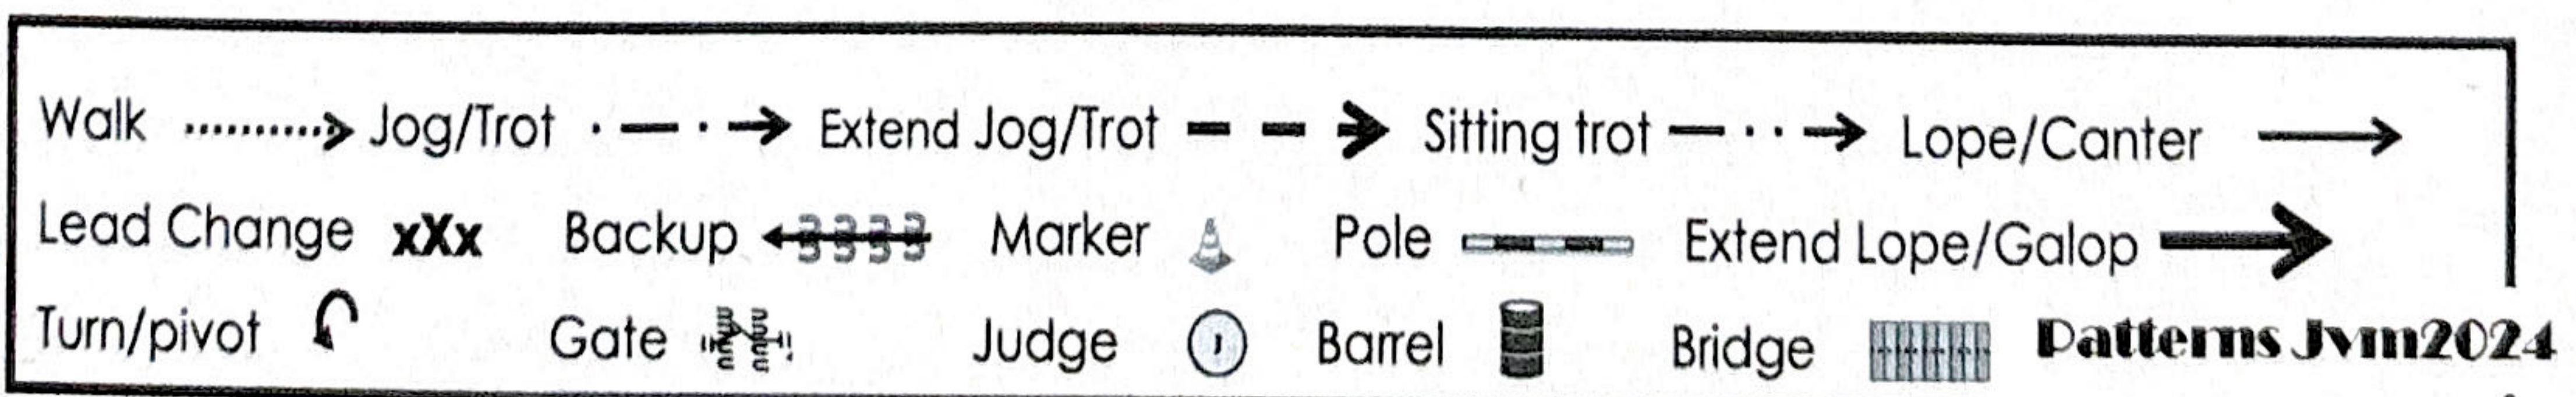 Walk Jog/Trot Extend Jog/Trot Sitting trot Lope/Canter
Lead Change xXx Backup Marker Pole Extend Lope/Galop
Turn/pivot Gate Judge J Barrel Bridge Patterns Jvm2024